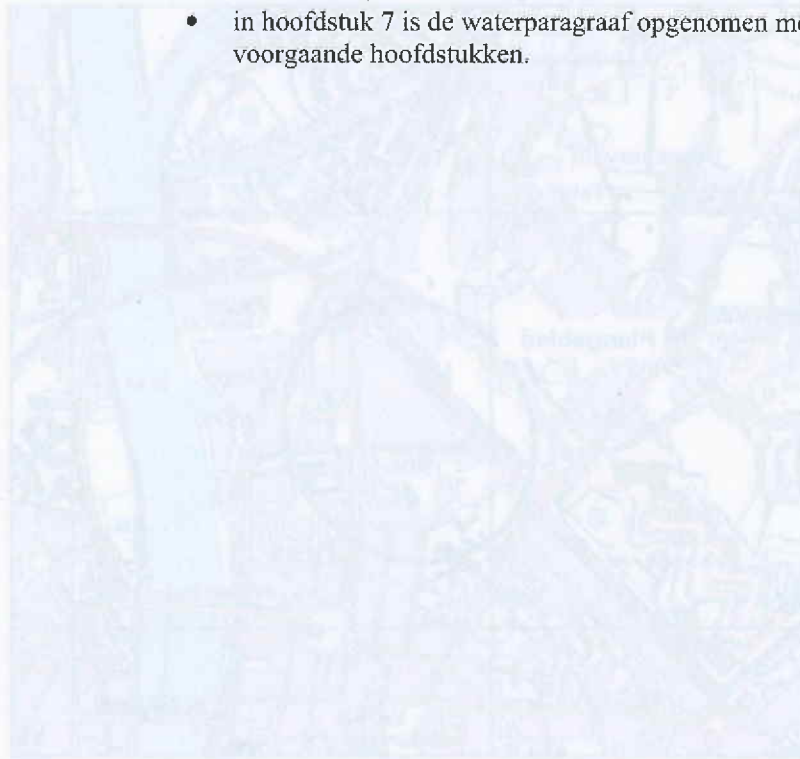 • in hoofdstuk 7 is de waterparagraaf opgenomen m
voorgaande hoofdstukken.